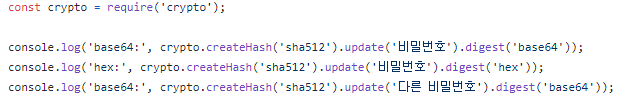 const crypto = require('crypto');
console.log('base64:', crypto.createHash('sha512').update('비밀번호').digest('base64'));
console.log('hex:', crypto.createHash('sha512').update('비밀번호').digest('hex'));
console.log('base64:', crypto.createHash('sha512').update('다른 비밀번호').digest('base64'));